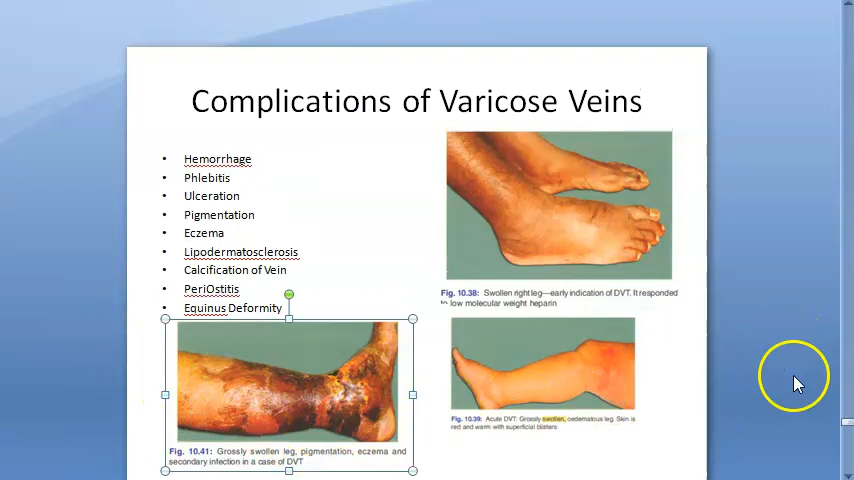 Complications of Varicose Veins
Hemorrhage
Phlebitis
Ulceration
Pigmentation
Eczema
Lipodermatosclerosis
Calcification of Vein
PeriOstitis
Equinus Deformity
Fig. 10.38: Swollen right leg—early indication of DVT. It responded
to low molecular weight heparin
Fig. 10.39: Acute DVT: Grossly swollen, oedematous leg. Skin is
red and warm with superficial blisters
Fig. 10.41: Grossly swollen leg, pigmentation, eczema and
secondary infection in a case of DVT